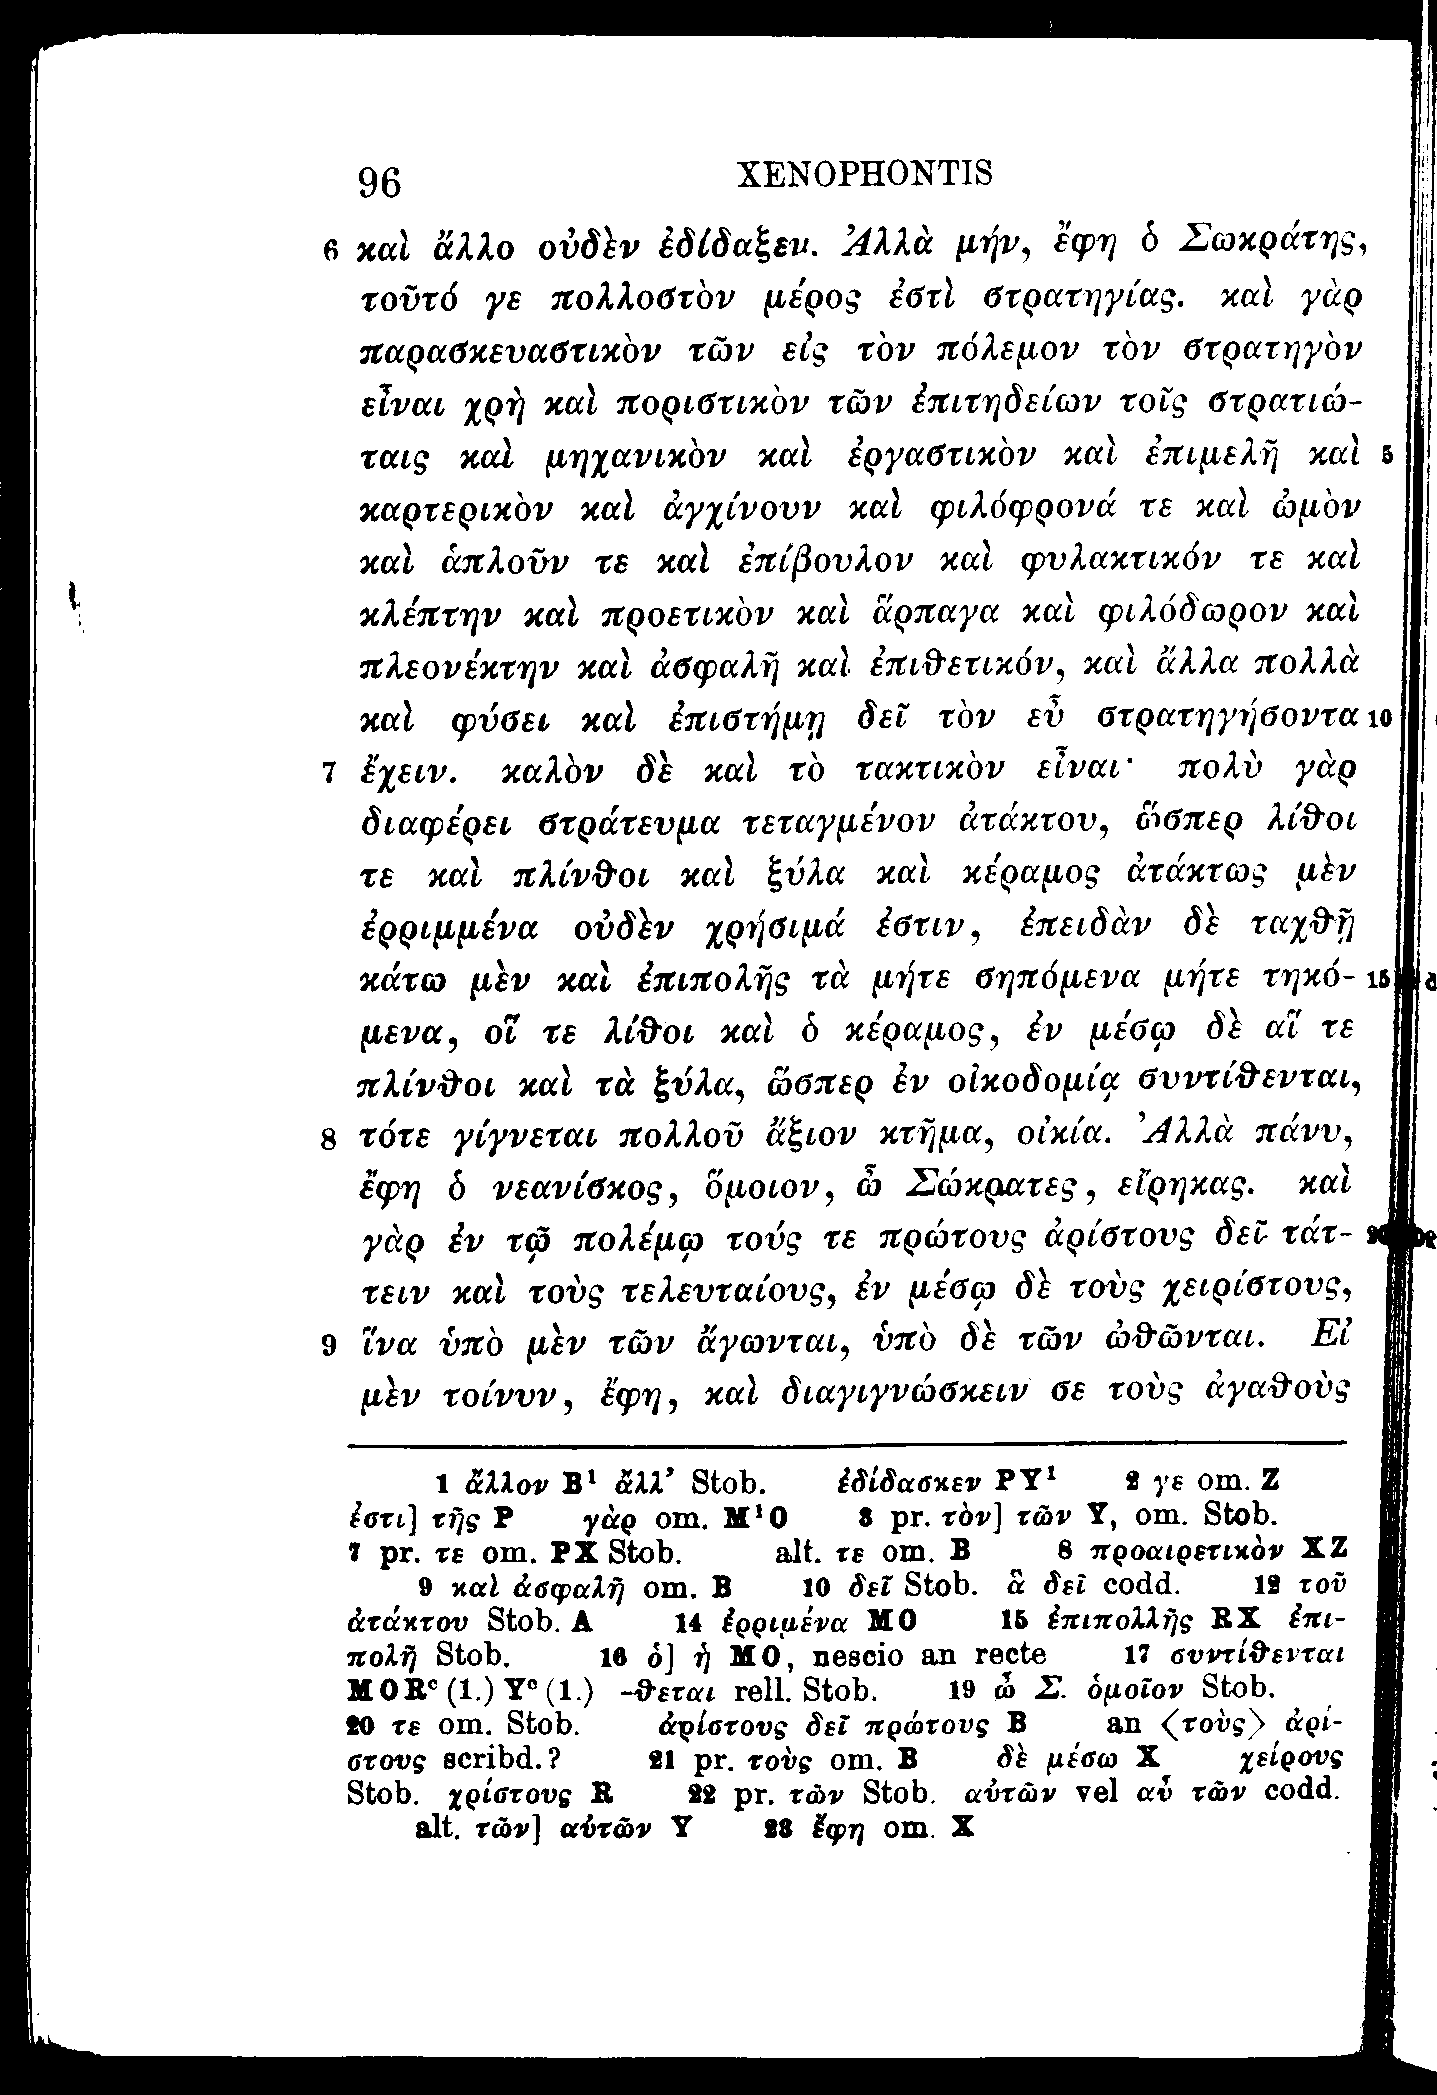 96 XENOPHONTIS
6 καὶ ἄλλο οὐδὲν ἐδίδαξεν. Ἀλλὰ μήν, ἔφη ὁ Σωκράτης,
τοῦτό γε πολλοστὸν μέρος ἐστὶ στρατηγίας. καὶ γὰρ
παρασκευαστικὸν τῶν εἰς τὸν πόλεμον τὸν στρατηγὸν
εἶναι χρὴ καὶ ποριστικὸν τῶν ἐπιτηδείων τοῖς στρατιώ-
ταις καὶ μηχανικὸν καὶ ἐργαστικὸν καὶ ἐπιμελῆ καὶ 5
καρτερικὸν καὶ ἀγχίνουν καὶ φιλόφρονά τε καὶ ὠμὸν
καὶ ἁπλοῦν τε καὶ ἐπίβουλον καὶ φυλακτικόν τε καὶ
κλέπτην καὶ προετικὸν καὶ ἅρπαγα καὶ φιλόδωρον καὶ
πλεονέκτην καὶ ἀσφαλῆ καὶ ἐπιθετικόν, καὶ ἄλλα πολλὰ
καὶ φύσει καὶ ἐπιστήμῃ δεῖ τὸν εὖ στρατηγήσοντα 10
7 ἔχειν. καλὸν δὲ καὶ τὸ τακτικὸν εἶναι· πολὺ γὰρ
διαφέρει στράτευμα τεταγμένον ἀτάκτου, ὥσπερ λίθοι
τε καὶ πλίνθοι καὶ ξύλα καὶ κέραμος ἀτάκτως μὲν
ἐρριμμένα οὐδὲν χρήσιμά ἐστιν, ἐπειδὰν δὲ ταχθῇ
κάτω μὲν καὶ ἐπιπολῆς τὰ μήτε σηπόμενα μήτε τηκό- 15
μενα, οἵ τε λίθοι καὶ ὁ κέραμος, ἐν μέσῳ δὲ αἵ τε
πλίνθοι καὶ τὰ ξύλα, ὥσπερ ἐν οἰκοδομίᾳ συντίθενται,
8 τότε γίγνεται πολλοῦ ἄξιον κτῆμα, οἰκία. Ἀλλὰ πάνυ,
ἔφη ὁ νεανίσκος, ὅμοιον, ὦ Σώκρατες, εἴρηκας. καὶ
γὰρ ἐν τῷ πολέμῳ τούς τε πρώτους ἀρίστους δεῖ τάτ-
τειν καὶ τοὺς τελευταίους, ἐν μέσῳ δὲ τοὺς χειρίστους,
9 ἵνα ὑπὸ μὲν τῶν ἄγωνται, ὑπὸ δὲ τῶν ὠθῶνται. Εἰ
μὲν τοίνυν, ἔφη, καὶ διαγιγνώσκειν σε τοὺς ἀγαθοὺς
1 ἄλλον B¹ ἄλλ' Stob. ἐδίδασκεν PY¹ 2 γε om. Z
ἐστι] τῆς P γὰρ om. M¹O 3 pr. τὸν] τῶν Y, om. Stob.
7 pr. τε om. PX Stob. alt. τε om. B 8 προαιρετικὸν XZ
9 καὶ ἀσφαλῆ om. B 10 δεῖ Stob. ἃ δεῖ codd. 12 τοῦ
ἀτάκτου Stob. A 14 ἐρριμένα MO 15 ἐπιπολλῆς RX ἐπι-
πολῆ Stob. 16 ὁ] ἡ MO, nescio an recte 17 συντίθενται
MORᶜ(1.) Yᶜ(1.) -θεται rell. Stob. 19 ὦ Σ. ὁμοῖον Stob.
20 τε om. Stob. ἀρίστους δεῖ πρώτους B an ⟨τοὺς⟩ ἀρί-
στους scribd.? 21 pr. τοὺς om. B δὲ μέσω X χείρους
Stob. χρίστους R 22 pr. τῶν Stob. αὐτῶν vel αὖ τῶν codd.
alt. τῶν] αὐτῶν Y 23 ἔφη om. X